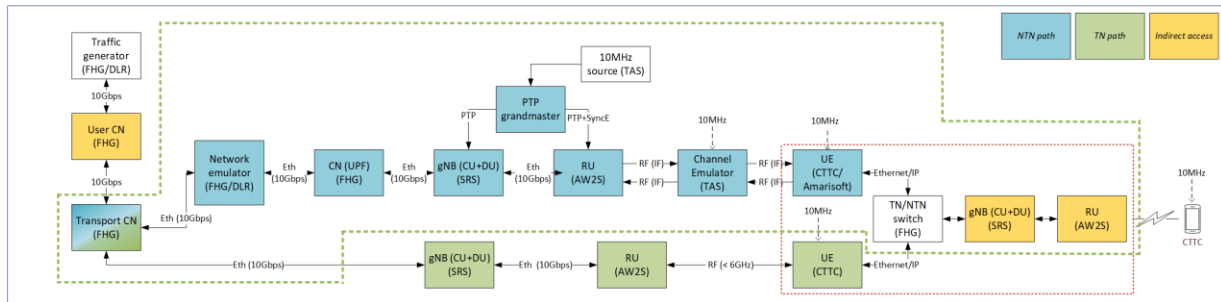 NTN path
TN path
Indirect access
Traffic
generator
(FHG/DLR)
10Gbps
User CN
(FHG)
10Gbps
Transport CN
(FHG)
Eth (10Gbps)
Network
emulator
(FHG/DLR)
Eth
(10Gbps)
CN (UPF)
(FHG)
Eth
(10Gbps)
10MHz
source (TAS)
PTP
grandmaster
PTP
PTP+SyncE
gNB (CU+DU)
(SRS)
Eth
(10Gbps)
RU
(AW2S)
RF (IF)
RF (IF)
10MHz
Channel
Emulator
(TAS)
RF (IF)
RF (IF)
10MHz
UE
(CTTC/
Amarisoft)
Ethernet/IP
TN/NTN
switch
(FHG)
gNB (CU+DU)
(SRS)
RU
(AW2S)
10MHz
CTTC
Eth (10Gbps)
gNB (CU+DU)
(SRS)
Eth (10Gbps)
RU
(AW2S)
RF (< 6GHz)
10MHz
UE
(CTTC)
Ethernet/IP